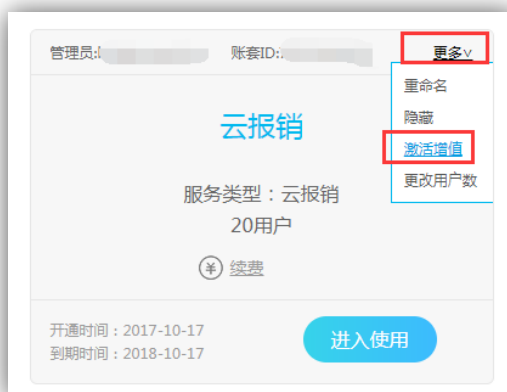 管理员: 账套ID: 更多∨
重命名
隐藏
激活增值
更改用户数
云报销
服务类型：云报销
20用户
¥ 续费
开通时间：2017-10-17
到期时间：2018-10-17
进入使用